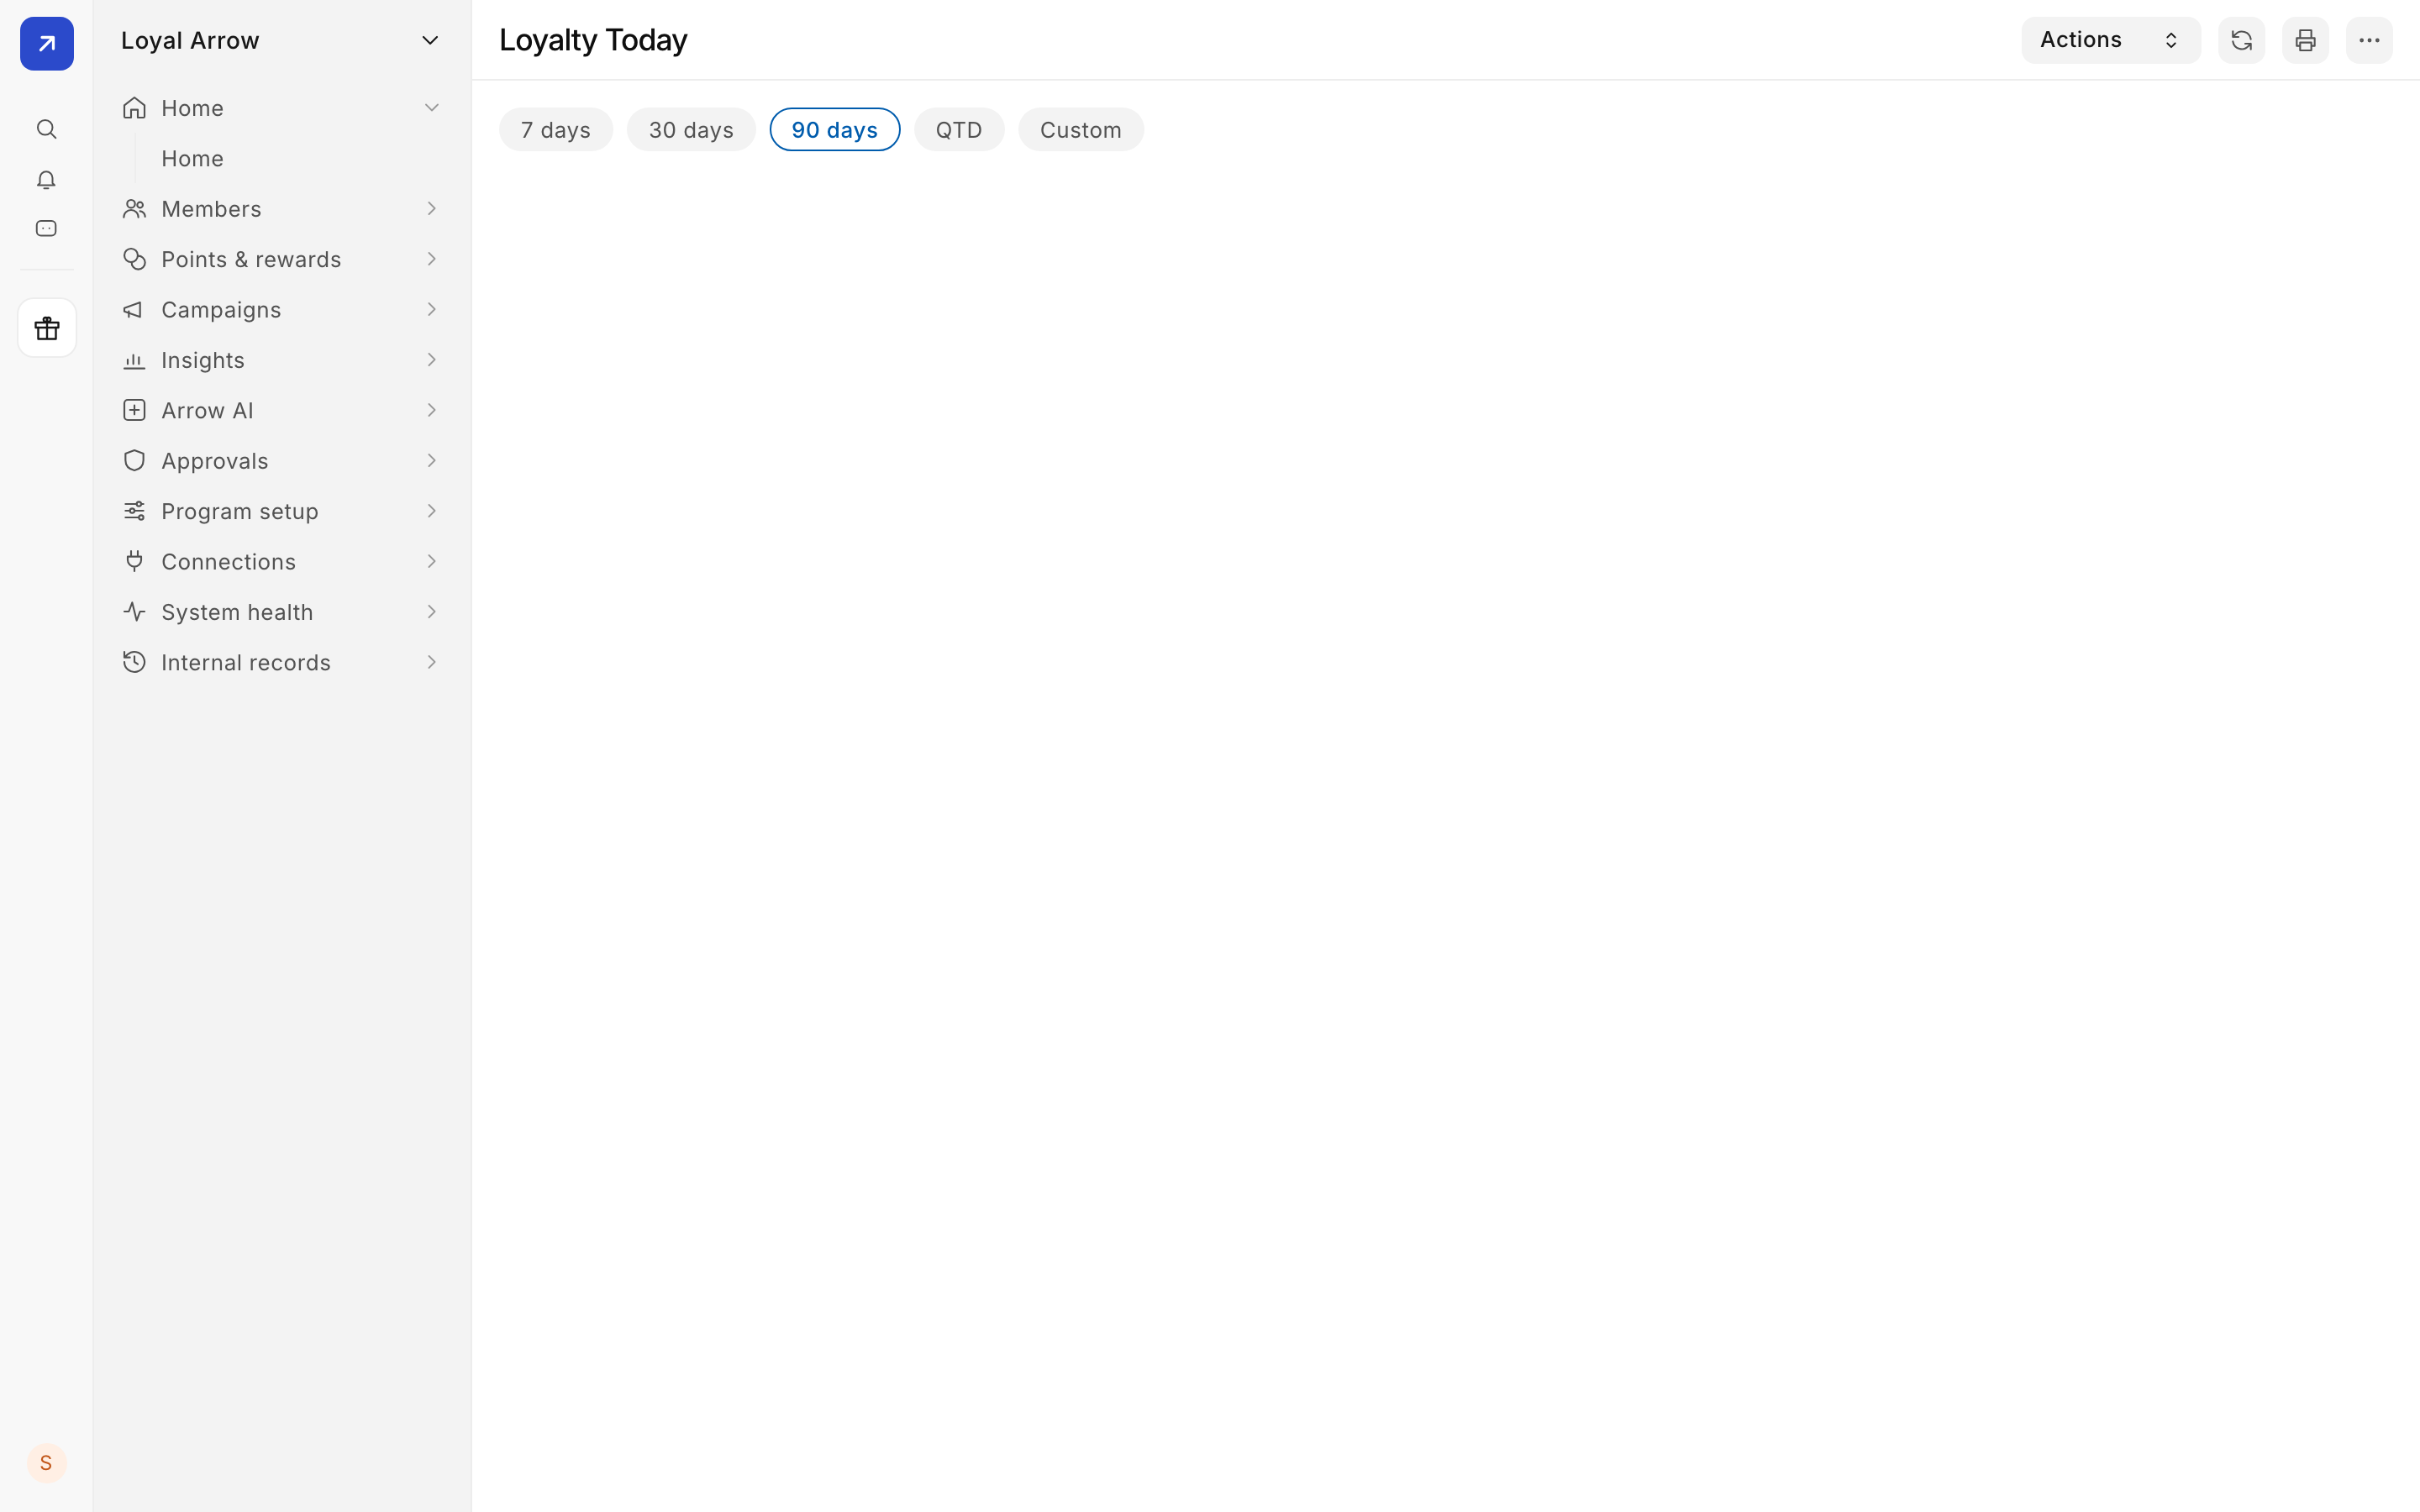 Loyal Arrow
Home
Home
Members
Points & rewards
Campaigns
Insights
Arrow AI
Approvals
Program setup
Connections
System health
Internal records
S
Loyalty Today
Actions
7 days
30 days
90 days
QTD
Custom